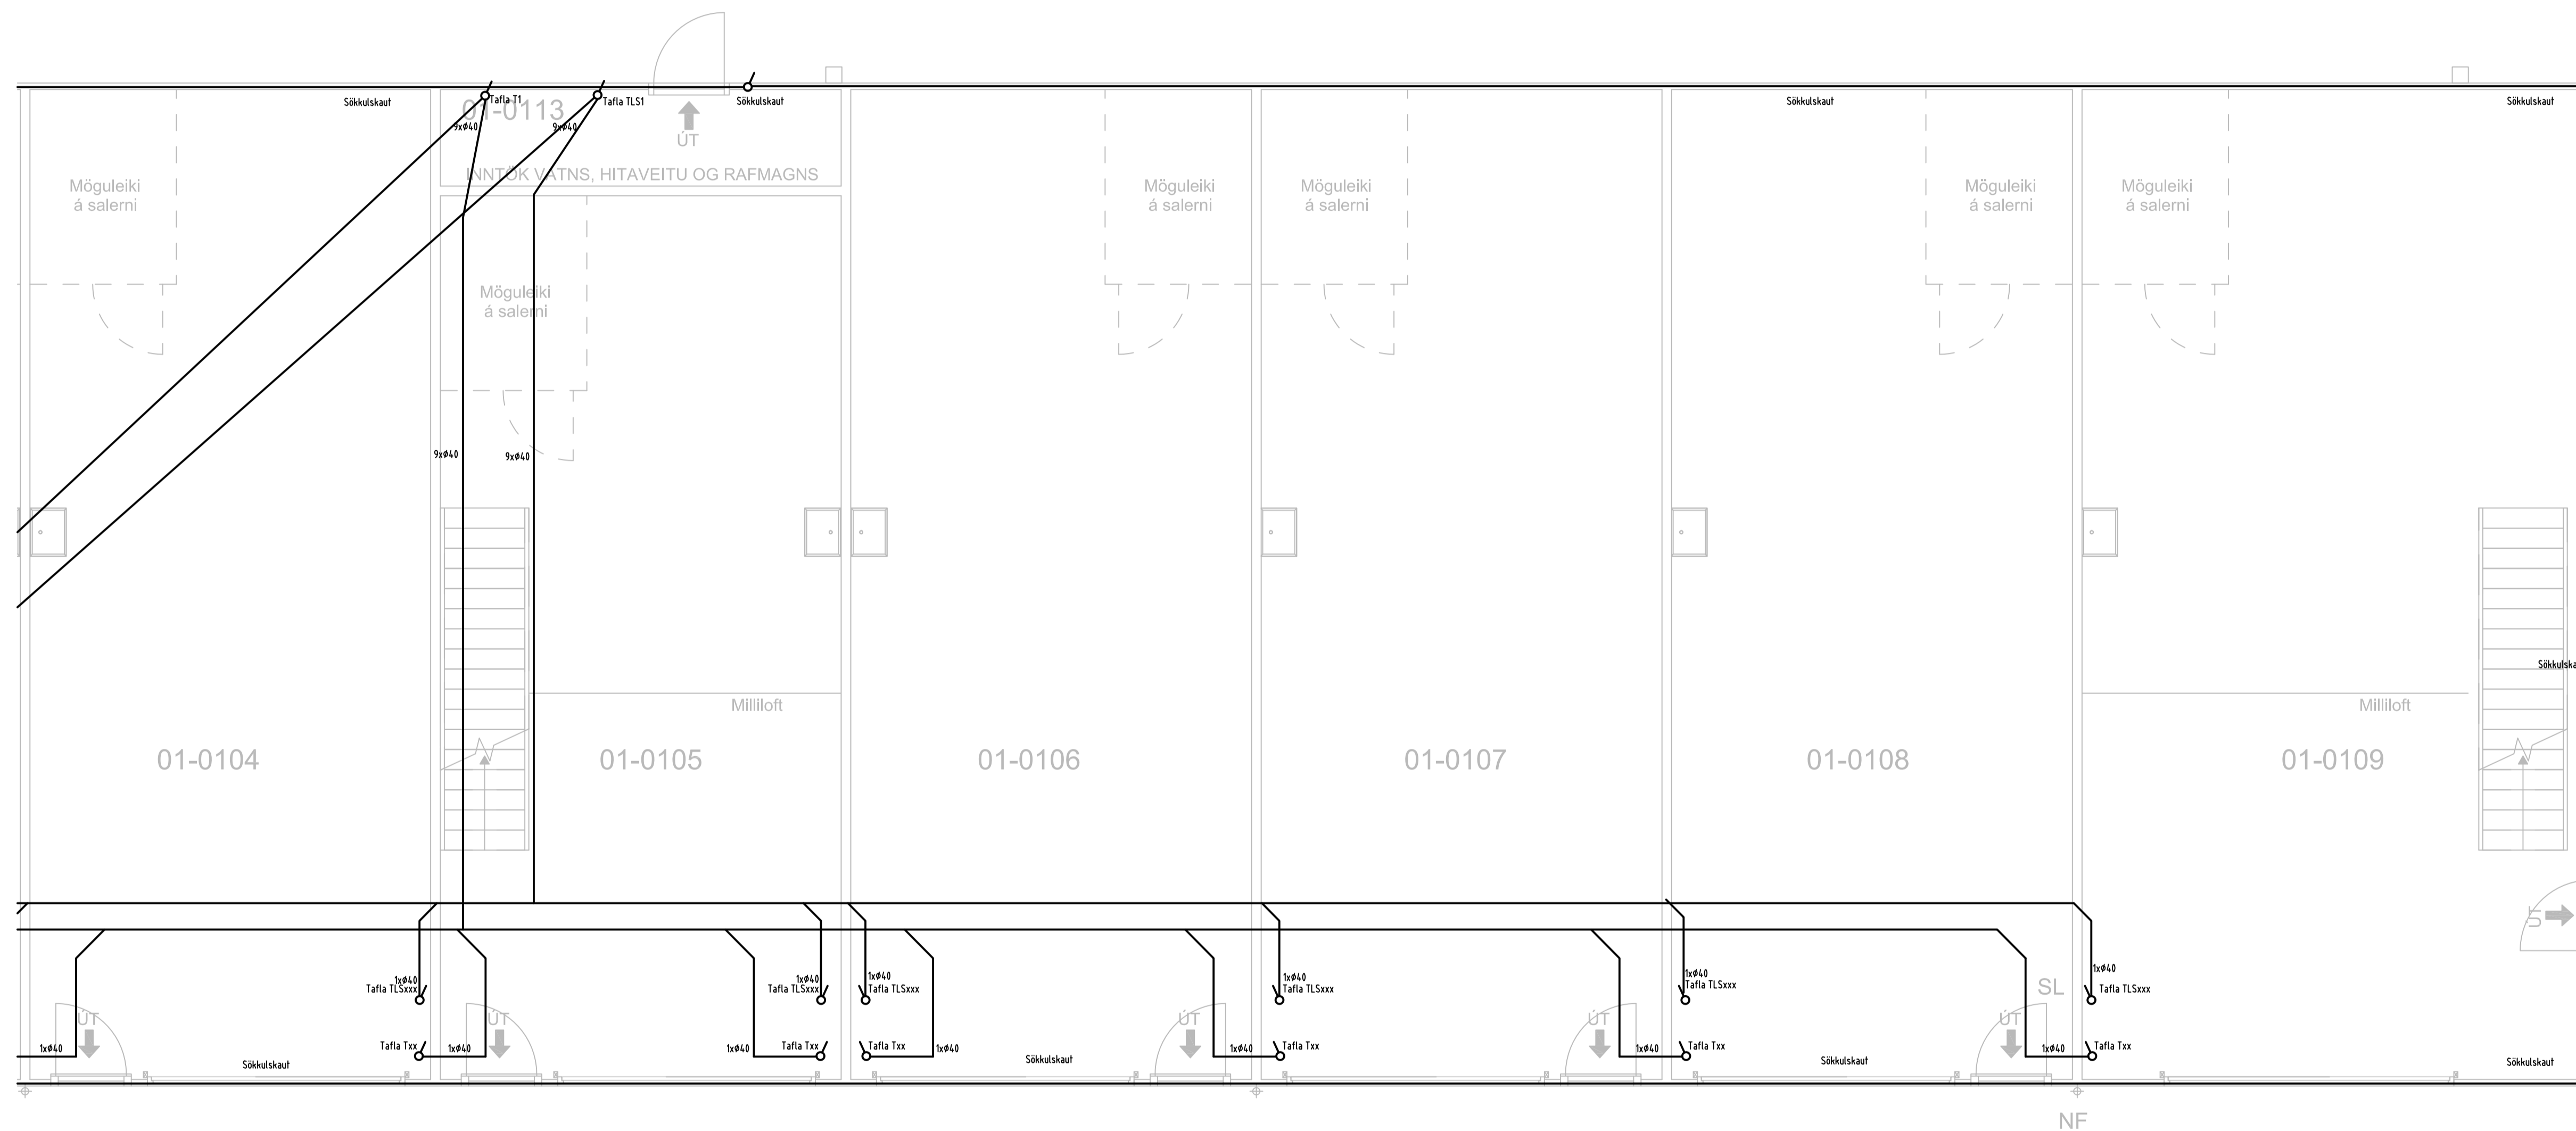 Sökkulskaut
Tafla T1
01-0113
9xø40
9xø40
Tafla TLS1
Sökkulskaut
Sökkulskaut
Sökkulskaut
ÚT
INNTÖK VATNS, HITAVEITU OG RAFMAGNS
Möguleiki
á salerni
Möguleiki
á salerni
Möguleiki
á salerni
Möguleiki
á salerni
Möguleiki
á salerni
Möguleiki
á salerni
9xø40
9xø40
Milliloft
Milliloft
01-0104
01-0105
01-0106
01-0107
01-0108
01-0109
ÚT
1xø40
Tafla TLSxxx
1xø40
Tafla TLSxxx
1xø40
Tafla TLSxxx
1xø40
Tafla TLSxxx
1xø40
Tafla TLSxxx
SL
1xø40
Tafla TLSxxx
ÚT
ÚT
ÚT
ÚT
ÚT
1xø40
Tafla Txx
1xø40
1xø40
Tafla Txx
Tafla Txx
1xø40
1xø40
Tafla Txx
1xø40
Tafla Txx
1xø40
Tafla Txx
Sökkulskaut
Sökkulskaut
Sökkulskaut
Sökkulskaut
NF